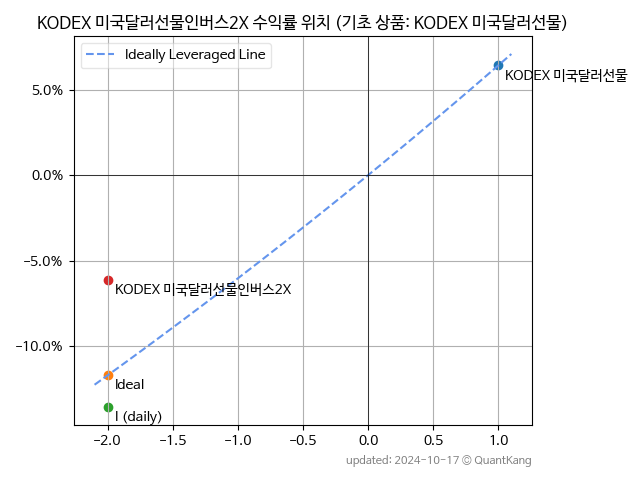 KODEX 미국달러선물인버스2X 수익률 위치 (기초 상품: KODEX 미국달러선물)
Ideally Leveraged Line
KODEX 미국달러선물
5.0%
0.0%
−5.0%
KODEX 미국달러선물인버스2X
−10.0%
Ideal
I (daily)
−2.0 −1.5 −1.0 −0.5 0.0 0.5 1.0
updated: 2024-10-17 © QuantKang